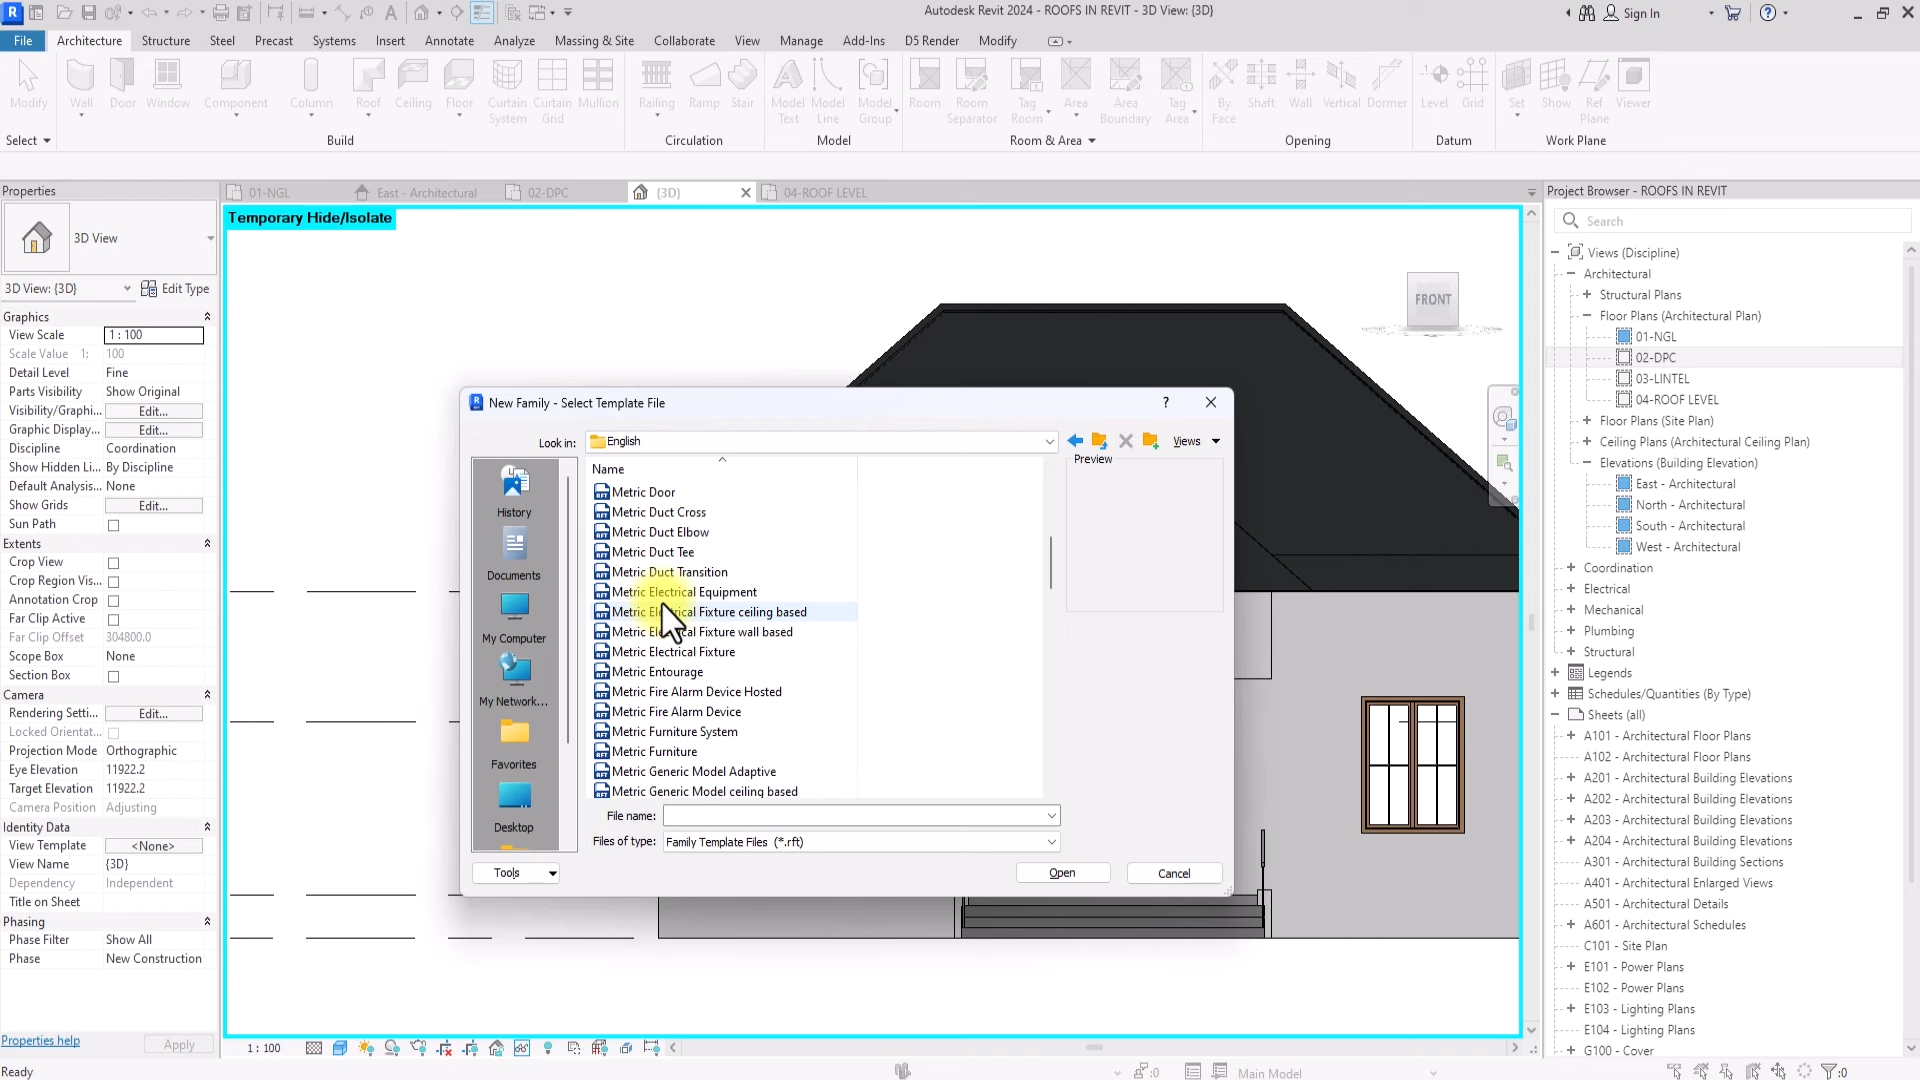 Autodesk Revit 2024 - ROOFS IN REVIT - 3D View: {3D}
Sign In
File
Architecture
Structure
Steel
Precast
Systems
Insert
Annotate
Analyze
Massing & Site
Collaborate
View
Manage
Add-Ins
D5 Render
Modify
Modify
Wall
Door
Window
Component
Column
Roof
Ceiling
Floor
Curtain
System
Curtain
Grid
Mullion
Railing
Ramp
Stair
Model
Text
Model
Line
Model
Group
Room
Room
Separator
Tag
Room
Area
Area
Boundary
Tag
Area
By
Face
Shaft
Wall
Vertical
Dormer
Level
Grid
Set
Show
Ref
Plane
Viewer
Select
Build
Circulation
Model
Room & Area
Opening
Datum
Work Plane
Properties
3D View
3D View: {3D}
Edit Type
Graphics
View Scale
1 : 100
Scale Value 1:
100
Detail Level
Fine
Parts Visibility
Show Original
Visibility/Graphi...
Edit...
Graphic Display...
Edit...
Discipline
Coordination
Show Hidden Li...
By Discipline
Default Analysis...
None
Show Grids
Edit...
Sun Path
Extents
Crop View
Crop Region Vis...
Annotation Crop
Far Clip Active
Far Clip Offset
304800.0
Scope Box
None
Section Box
Camera
Rendering Setti...
Edit...
Locked Orientat...
Projection Mode
Orthographic
Eye Elevation
11922.2
Target Elevation
11922.2
Camera Position
Adjusting
Identity Data
View Template
<None>
View Name
{3D}
Dependency
Independent
Title on Sheet
Phasing
Phase Filter
Show All
Phase
New Construction
Properties help
Apply
Ready
01-NGL
East - Architectural
02-DPC
{3D}
04-ROOF LEVEL
Temporary Hide/Isolate
FRONT
New Family - Select Template File
?
Look in:
English
Views
History
Documents
My Computer
My Network...
Favorites
Desktop
Name
Metric Door
Metric Duct Cross
Metric Duct Elbow
Metric Duct Tee
Metric Duct Transition
Metric Electrical Equipment
Metric Electrical Fixture ceiling based
Metric Electrical Fixture wall based
Metric Electrical Fixture
Metric Entourage
Metric Fire Alarm Device Hosted
Metric Fire Alarm Device
Metric Furniture System
Metric Furniture
Metric Generic Model Adaptive
Metric Generic Model ceiling based
Preview
File name:
Files of type:
Family Template Files (*.rft)
Tools
Open
Cancel
1 : 100
:0
Main Model
:0
Project Browser - ROOFS IN REVIT
Search
Views (Discipline)
Architectural
Structural Plans
Floor Plans (Architectural Plan)
01-NGL
02-DPC
03-LINTEL
04-ROOF LEVEL
Floor Plans (Site Plan)
Ceiling Plans (Architectural Ceiling Plan)
Elevations (Building Elevation)
East - Architectural
North - Architectural
South - Architectural
West - Architectural
Coordination
Electrical
Mechanical
Plumbing
Structural
Legends
Schedules/Quantities (By Type)
Sheets (all)
A101 - Architectural Floor Plans
A102 - Architectural Floor Plans
A201 - Architectural Building Elevations
A202 - Architectural Building Elevations
A203 - Architectural Building Elevations
A204 - Architectural Building Elevations
A301 - Architectural Building Sections
A401 - Architectural Enlarged Views
A501 - Architectural Details
A601 - Architectural Schedules
C101 - Site Plan
E101 - Power Plans
E102 - Power Plans
E103 - Lighting Plans
E104 - Lighting Plans
G100 - Cover